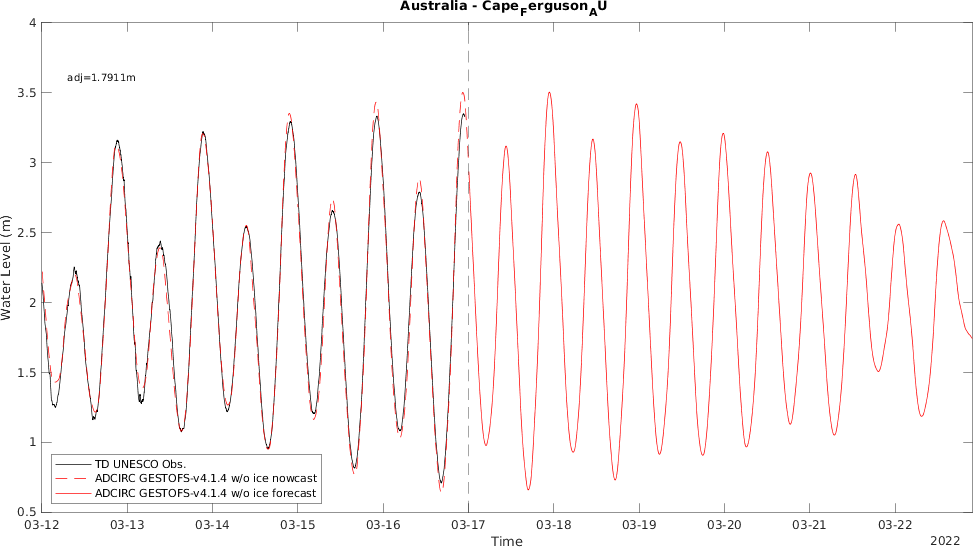 Australia - Cape_Ferguson_AU
4
adj=1.7911m
3.5
3
2.5
Water Level (m)
2
1.5
1
TD UNESCO Obs.
ADCIRC GESTOFS-v4.1.4 w/o ice nowcast
ADCIRC GESTOFS-v4.1.4 w/o ice forecast
0.5
03-12 03-13 03-14 03-15 03-16 03-17 03-18 03-19 03-20 03-21 03-22
Time
2022